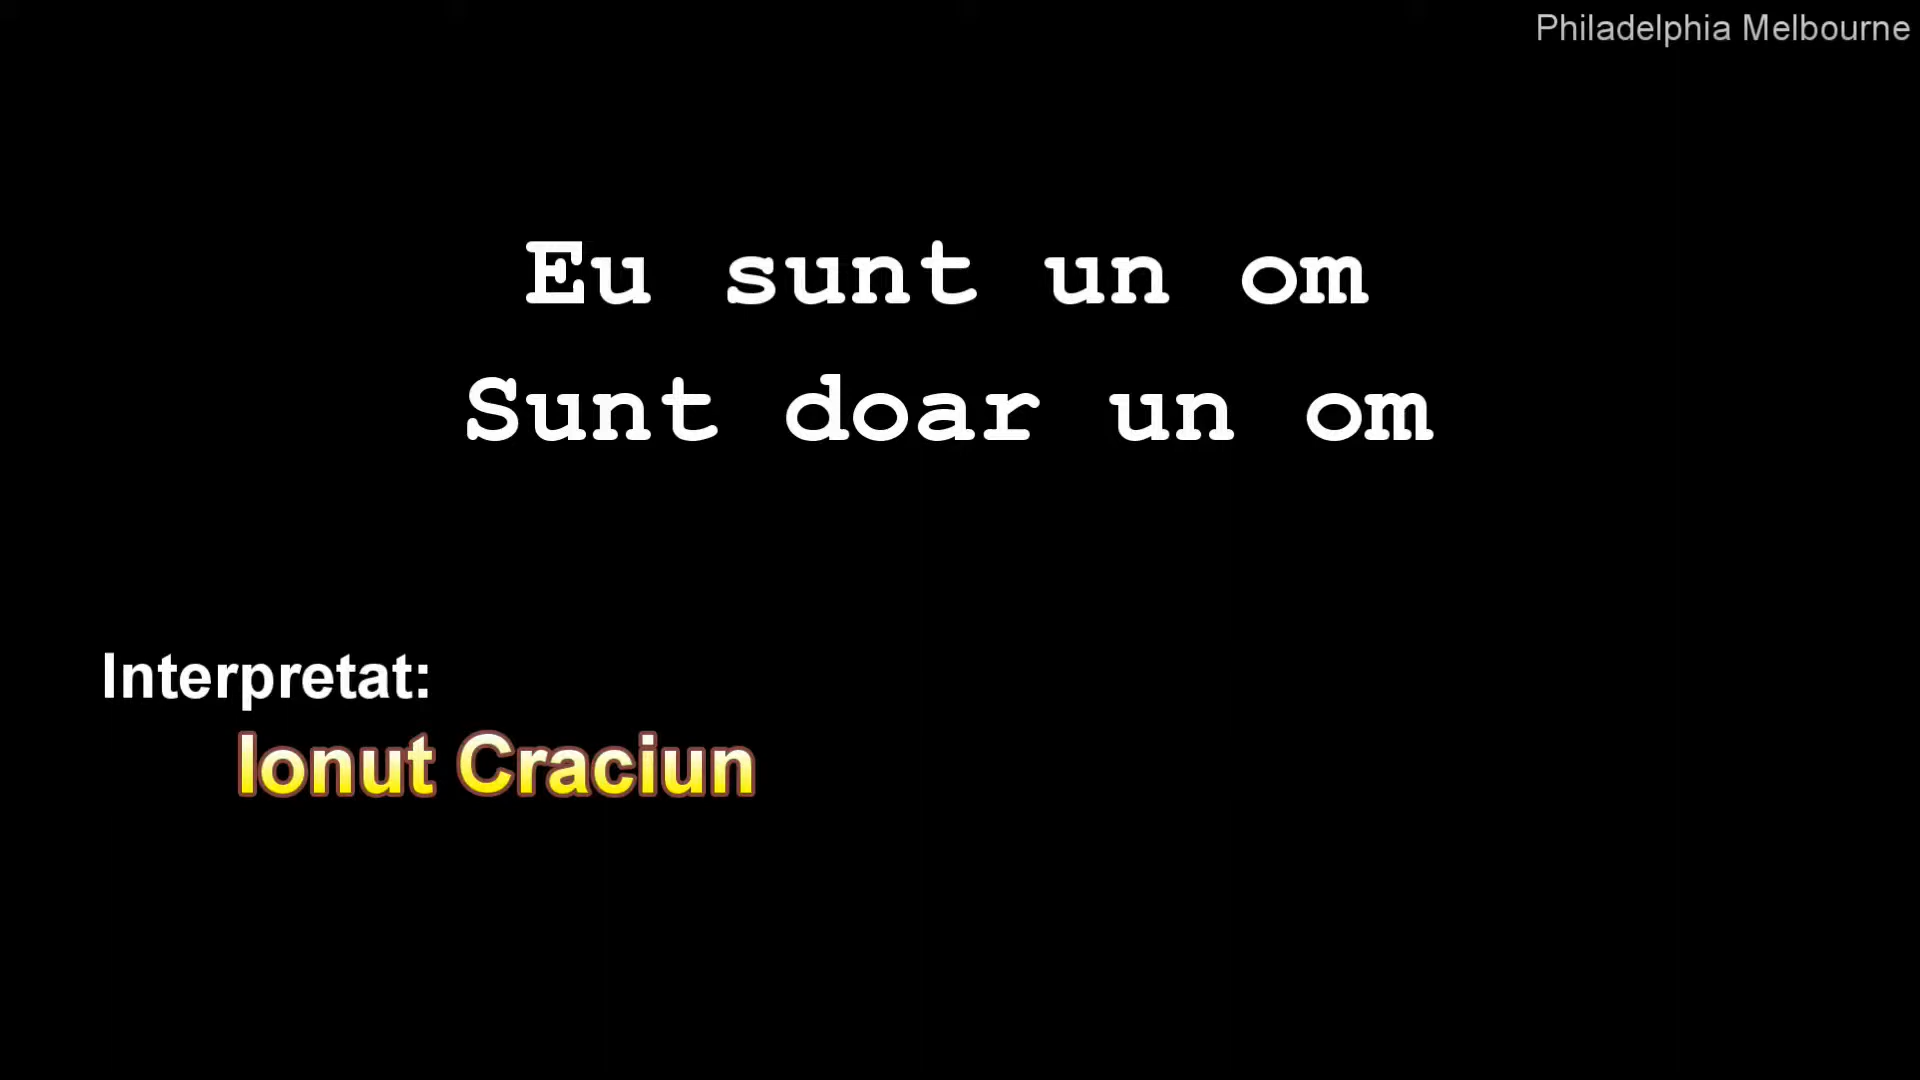 Philadelphia Melbourne
Eu sunt un om
Sunt doar un om
Interpretat:
Ionut Craciun